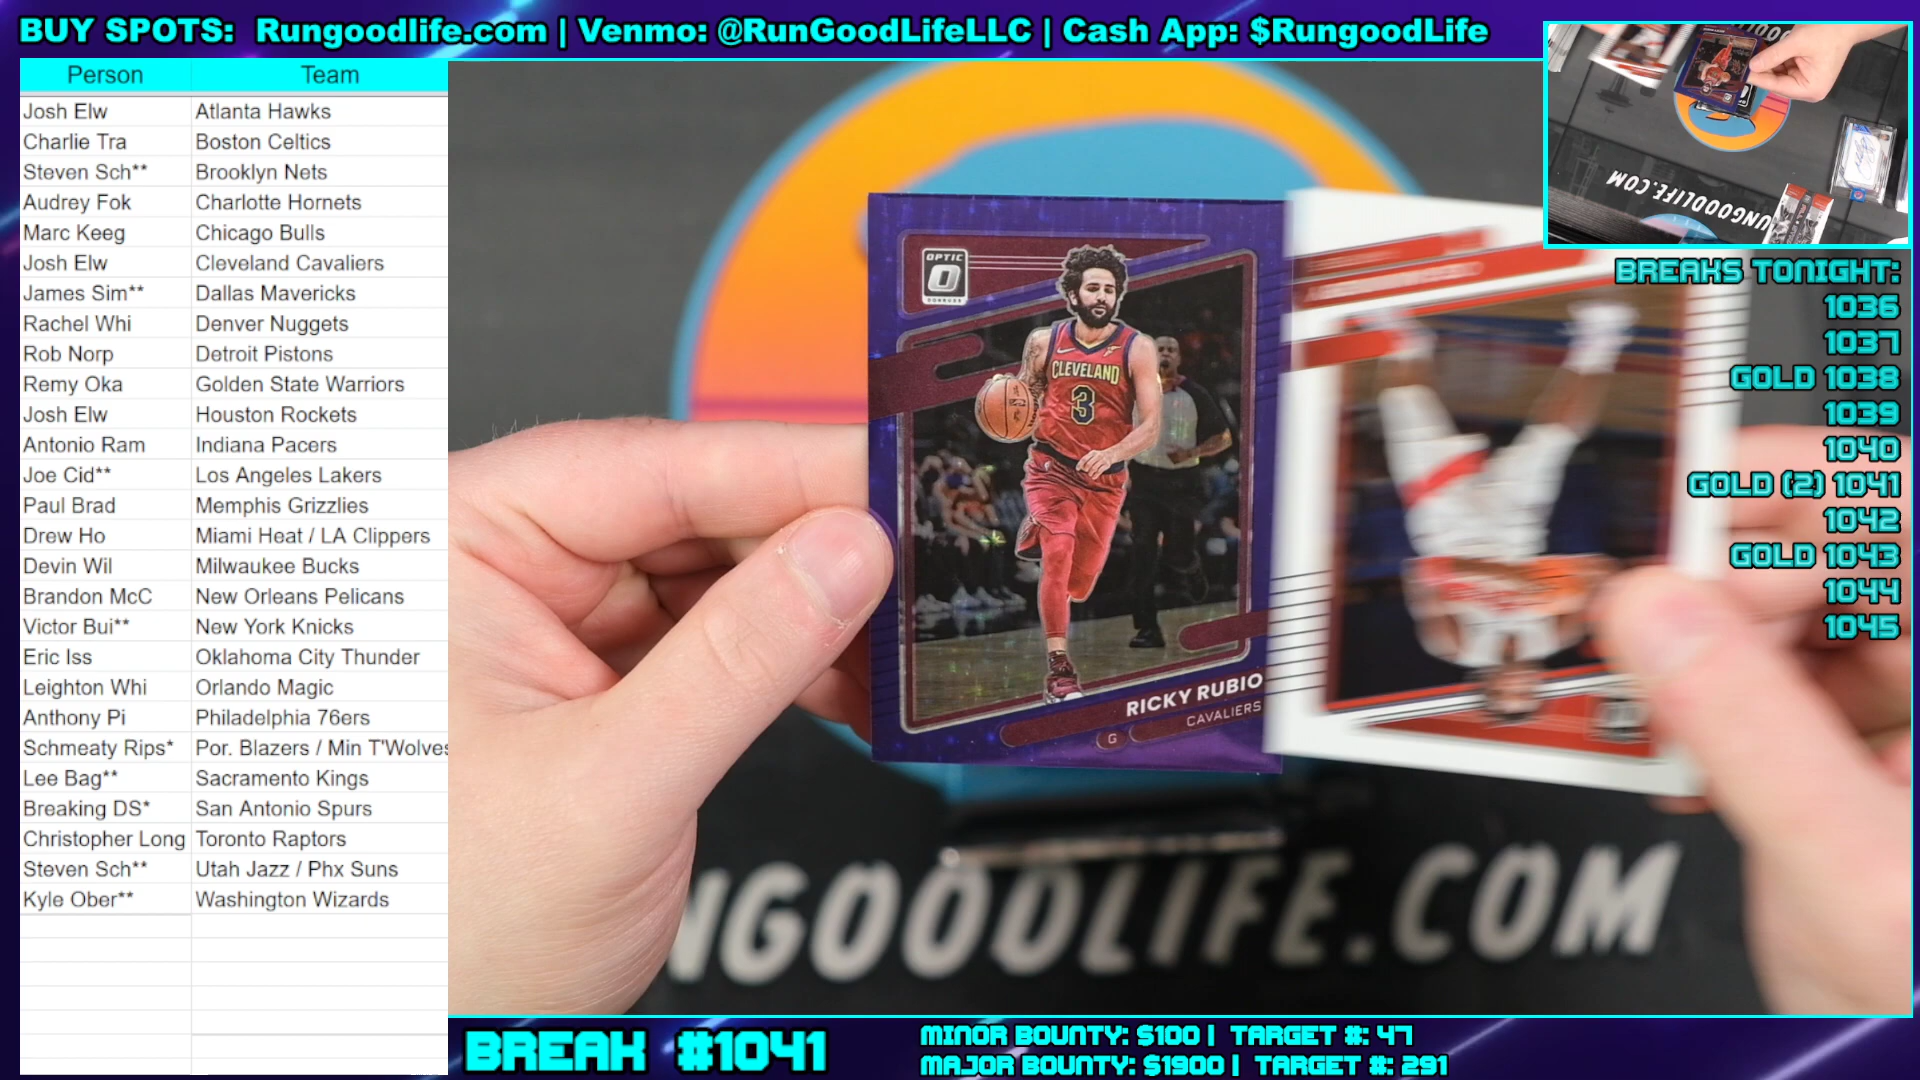 BUY SPOTS: Rungoodlife.com | Venmo: @RunGoodLifeLLC | Cash App: $RungoodLife
Person Team
Josh Elw Atlanta Hawks
Charlie Tra Boston Celtics
Steven Sch** Brooklyn Nets
Audrey Fok Charlotte Hornets
Marc Keeg Chicago Bulls
Josh Elw Cleveland Cavaliers
James Sim** Dallas Mavericks
Rachel Whi Denver Nuggets
Rob Norp Detroit Pistons
Remy Oka Golden State Warriors
Josh Elw Houston Rockets
Antonio Ram Indiana Pacers
Joe Cid** Los Angeles Lakers
Paul Brad Memphis Grizzlies
Drew Ho Miami Heat / LA Clippers
Devin Wil Milwaukee Bucks
Brandon McC New Orleans Pelicans
Victor Bui** New York Knicks
Eric Iss Oklahoma City Thunder
Leighton Whi Orlando Magic
Anthony Pi Philadelphia 76ers
Schmeaty Rips* Por. Blazers / Min T'Wolves
Lee Bag** Sacramento Kings
Breaking DS* San Antonio Spurs
Christopher Long Toronto Raptors
Steven Sch** Utah Jazz / Phx Suns
Kyle Ober** Washington Wizards
OPTIC
DONRUSS
CLEVELAND
3
RICKY RUBIO
CAVALIERS
G
NGOODLIFE.COM
UNGOODLIFE.COM
BREAKS TONIGHT:
1036
1037
GOLD 1038
1039
1040
GOLD (2) 1041
1042
GOLD 1043
1044
1045
BREAK #1041
MINOR BOUNTY: $100 | TARGET #: 47
MAJOR BOUNTY: $1900 | TARGET #: 291